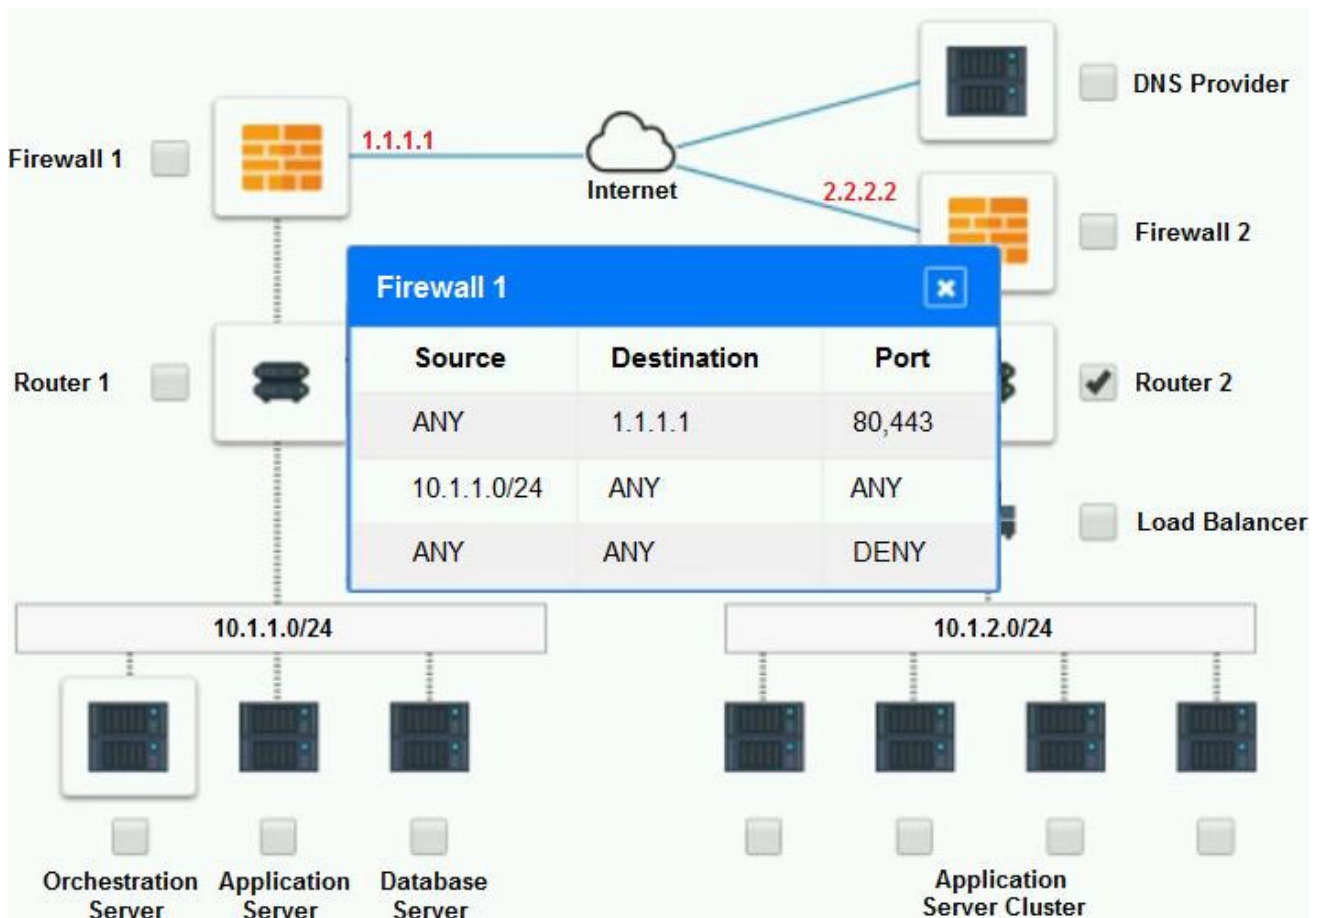 DNS Provider
Firewall 1
1.1.1.1
Internet
2.2.2.2
Firewall 2
Firewall 1
Source Destination Port
ANY 1.1.1.1 80,443
10.1.1.0/24 ANY ANY
ANY ANY DENY
Router 1
Router 2
Load Balancer
10.1.1.0/24
10.1.2.0/24
Orchestration
Server
Application
Server
Database
Server
Application
Server Cluster